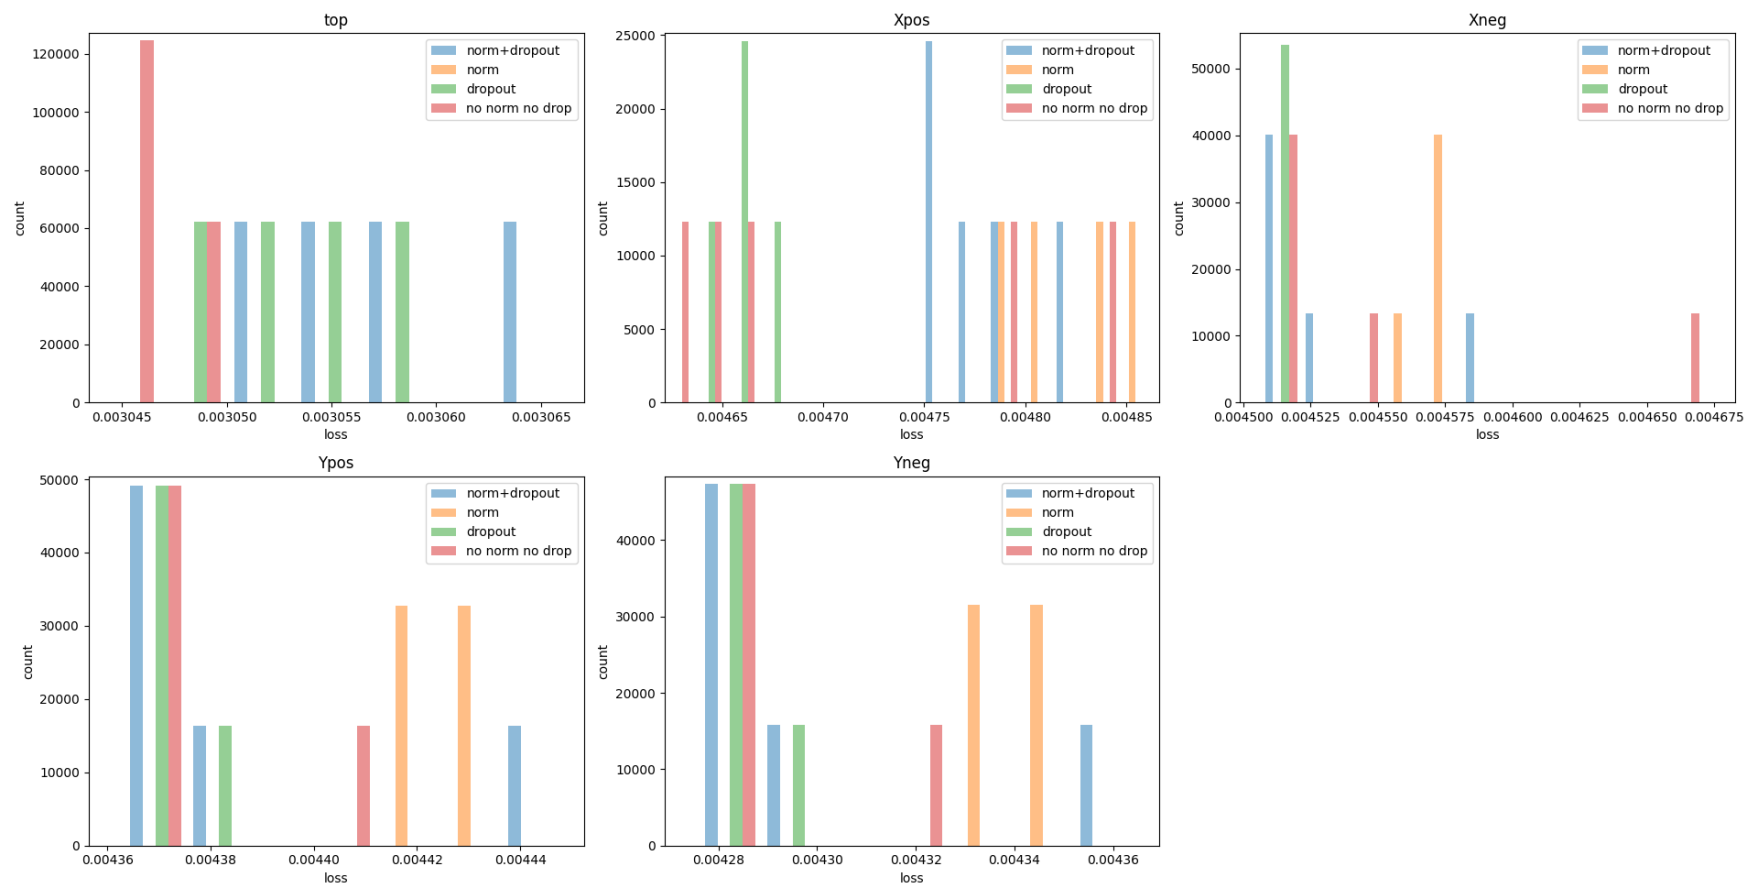 top
120000
100000
80000
60000
40000
20000
0
count
0.003045 0.003050 0.003055 0.003060 0.003065
loss
norm+dropout
norm
dropout
no norm no drop
Xpos
25000
20000
15000
10000
5000
0
count
0.00465 0.00470 0.00475 0.00480 0.00485
loss
norm+dropout
norm
dropout
no norm no drop
Xneg
50000
40000
30000
20000
10000
0
count
0.004500 0.004525 0.004550 0.004575 0.004600 0.004625 0.004650 0.004675
loss
norm+dropout
norm
dropout
no norm no drop
Ypos
50000
40000
30000
20000
10000
0
count
0.00436 0.00438 0.00440 0.00442 0.00444
loss
norm+dropout
norm
dropout
no norm no drop
Yneg
40000
30000
20000
10000
0
count
0.00428 0.00430 0.00432 0.00434 0.00436
loss
norm+dropout
norm
dropout
no norm no drop